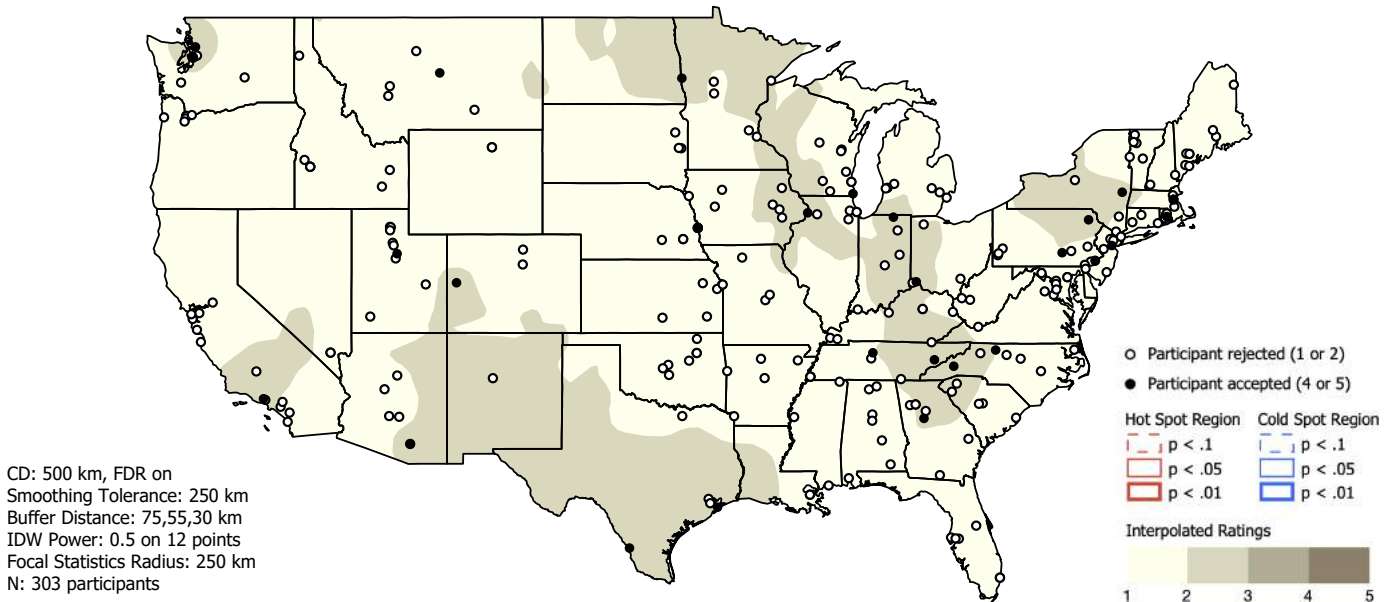 CD: 500 km, FDR on
Smoothing Tolerance: 250 km
Buffer Distance: 75,55,30 km
IDW Power: 0.5 on 12 points
Focal Statistics Radius: 250 km
N: 303 participants
Participant rejected (1 or 2)
Participant accepted (4 or 5)
Hot Spot Region Cold Spot Region
p < .1 p < .1
p < .05 p < .05
p < .01 p < .01
Interpolated Ratings
1 2 3 4 5